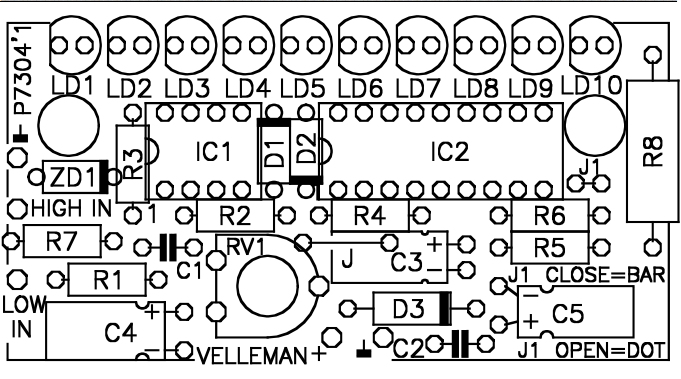 P7304'1
LD1 LD2 LD3 LD4 LD5 LD6 LD7 LD8 LD9 LD10
R3 IC1 D1 D2 IC2 R8
ZD1 J1
HIGH IN 1 R2 R4 R6
R7 RV1 R5
C1 J C3 + −
R1 J1 CLOSE=BAR
LOW IN
C4 + − D3 − + C5
VELLEMAN + C2 J1 OPEN=DOT